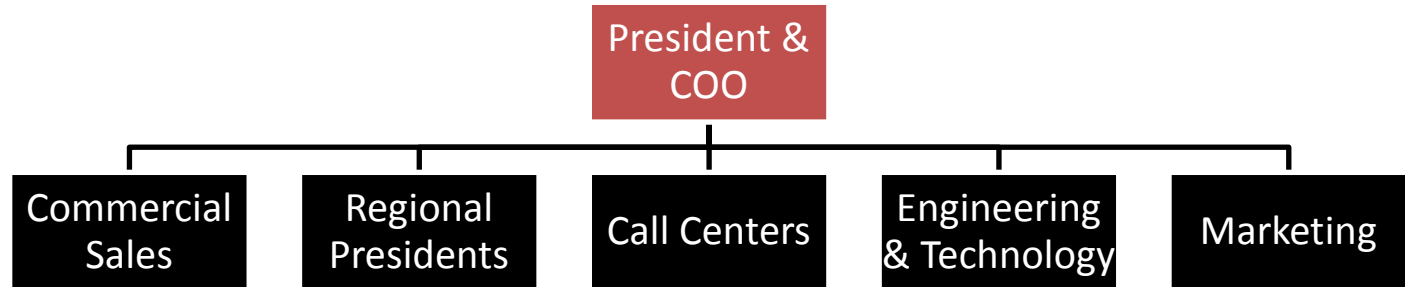 President &
COO
Commercial
Sales
Regional
Presidents
Call Centers
Engineering
& Technology
Marketing